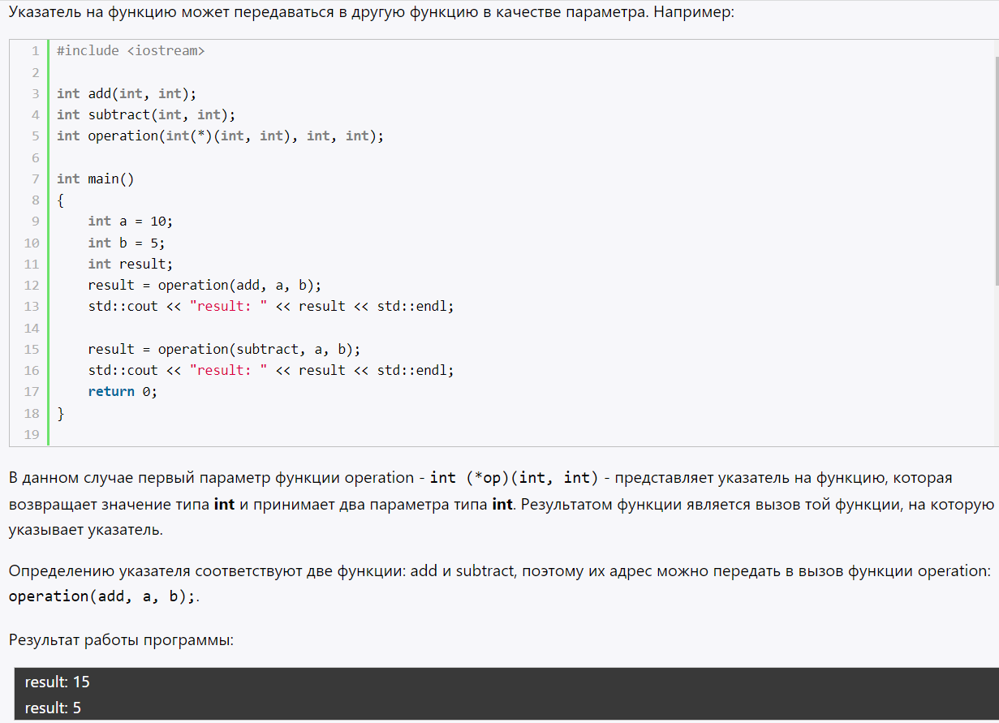 Указатель на функцию может передаваться в другую функцию в качестве параметра. Например:
1 #include <iostream>
2
3 int add(int, int);
4 int subtract(int, int);
5 int operation(int(*)(int, int), int, int);
6
7 int main()
8 {
9     int a = 10;
10     int b = 5;
11     int result;
12     result = operation(add, a, b);
13     std::cout << "result: " << result << std::endl;
14
15     result = operation(subtract, a, b);
16     std::cout << "result: " << result << std::endl;
17     return 0;
18 }
19
В данном случае первый параметр функции operation - int (*op)(int, int) - представляет указатель на функцию, которая
возвращает значение типа int и принимает два параметра типа int. Результатом функции является вызов той функции, на которую
указывает указатель.
Определению указателя соответствуют две функции: add и subtract, поэтому их адрес можно передать в вызов функции operation:
operation(add, a, b);.
Результат работы программы:
result: 15
result: 5